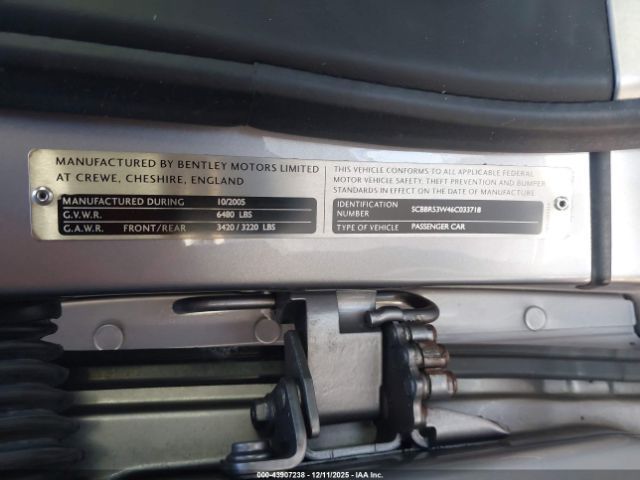 MANUFACTURED BY BENTLEY MOTORS LIMITED
AT CREWE, CHESHIRE, ENGLAND
MANUFACTURED DURING 10/2005
G.V.W.R. 6480 LBS
G.A.W.R. FRONT/REAR 3420 / 3220 LBS
THIS VEHICLE CONFORMS TO ALL APPLICABLE FEDERAL
MOTOR VEHICLE SAFETY, THEFT PREVENTION AND BUMPER
STANDARDS IN EFFECT ON THE DATE OF MANUFACTURE
IDENTIFICATION
NUMBER SCBBR53W46C033718
TYPE OF VEHICLE PASSENGER CAR
000-43907238 - 12/11/2025 - IAA Inc.